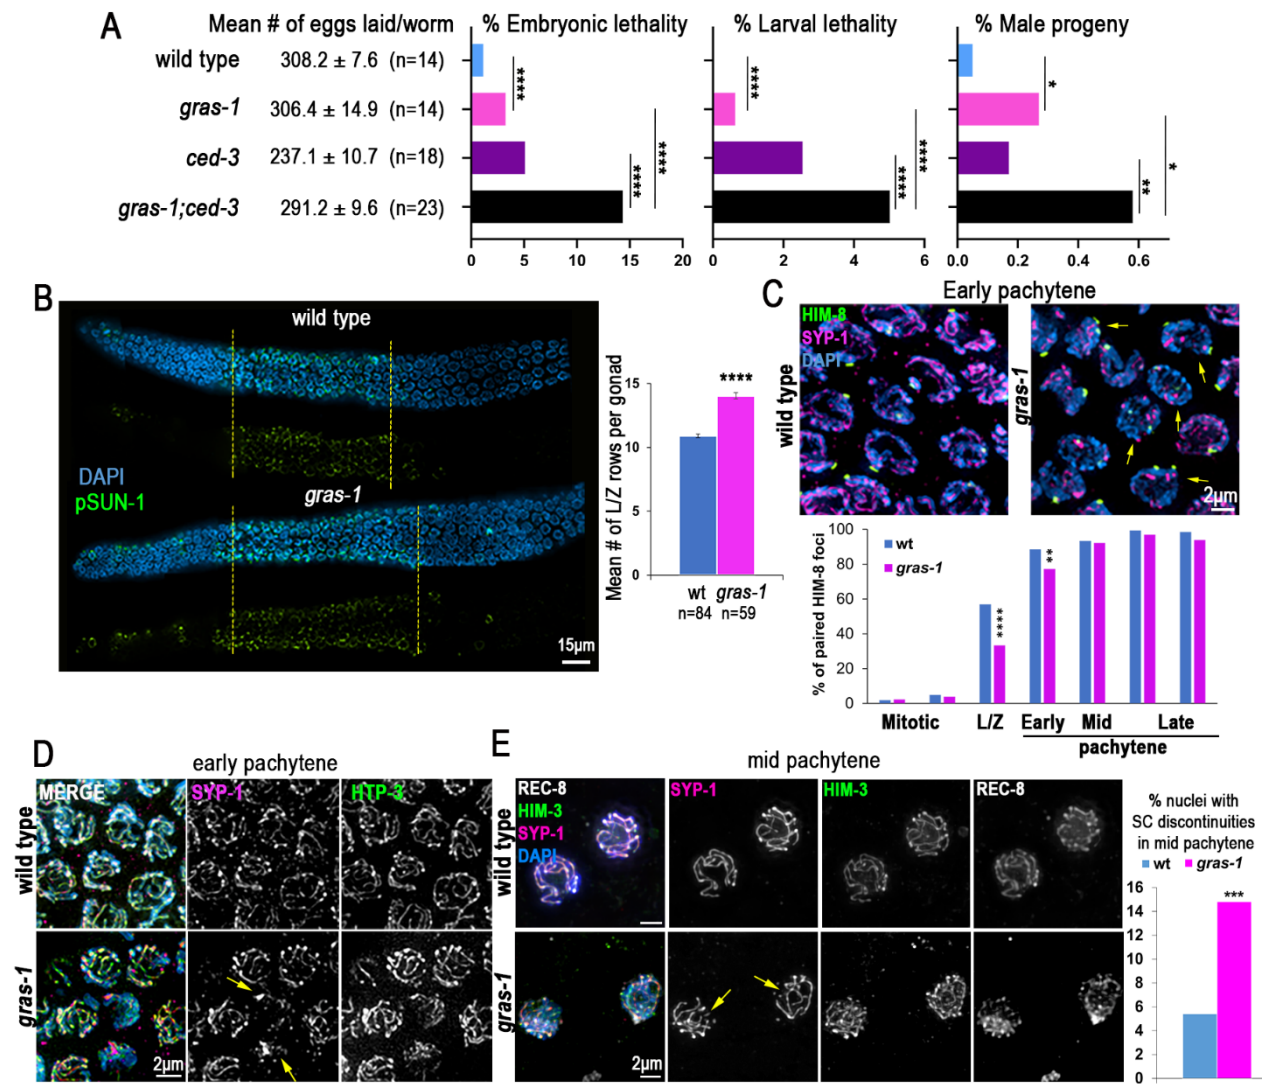 A
Mean # of eggs laid/worm
% Embryonic lethality
% Larval lethality
% Male progeny
wild type 308.2 ± 7.6 (n=14)
gras-1 306.4 ± 14.9 (n=14)
ced-3 237.1 ± 10.7 (n=18)
gras-1;ced-3 291.2 ± 9.6 (n=23)
****
****
****
****
****
****
*
**
*
0 5 10 15 20
0 2 4 6
0.0 0.2 0.4 0.6
B
wild type
DAPI
pSUN-1
gras-1
15µm
Mean # of L/Z rows per gonad
15
10
5
0
****
wt gras-1
n=84 n=59
C
Early pachytene
wild type
HIM-8
SYP-1
DAPI
gras-1
2µm
% of paired HIM-8 foci
100
80
60
40
20
0
wt
gras-1
****
**
Mitotic L/Z Early Mid Late
pachytene
D
early pachytene
wild type
MERGE
SYP-1
HTP-3
gras-1
2µm
E
mid pachytene
wild type
REC-8
HIM-3
SYP-1
DAPI
SYP-1
HIM-3
REC-8
gras-1
2µm
% nuclei with
SC discontinuities
in mid pachytene
wt gras-1
16
14
12
10
8
6
4
2
0
***